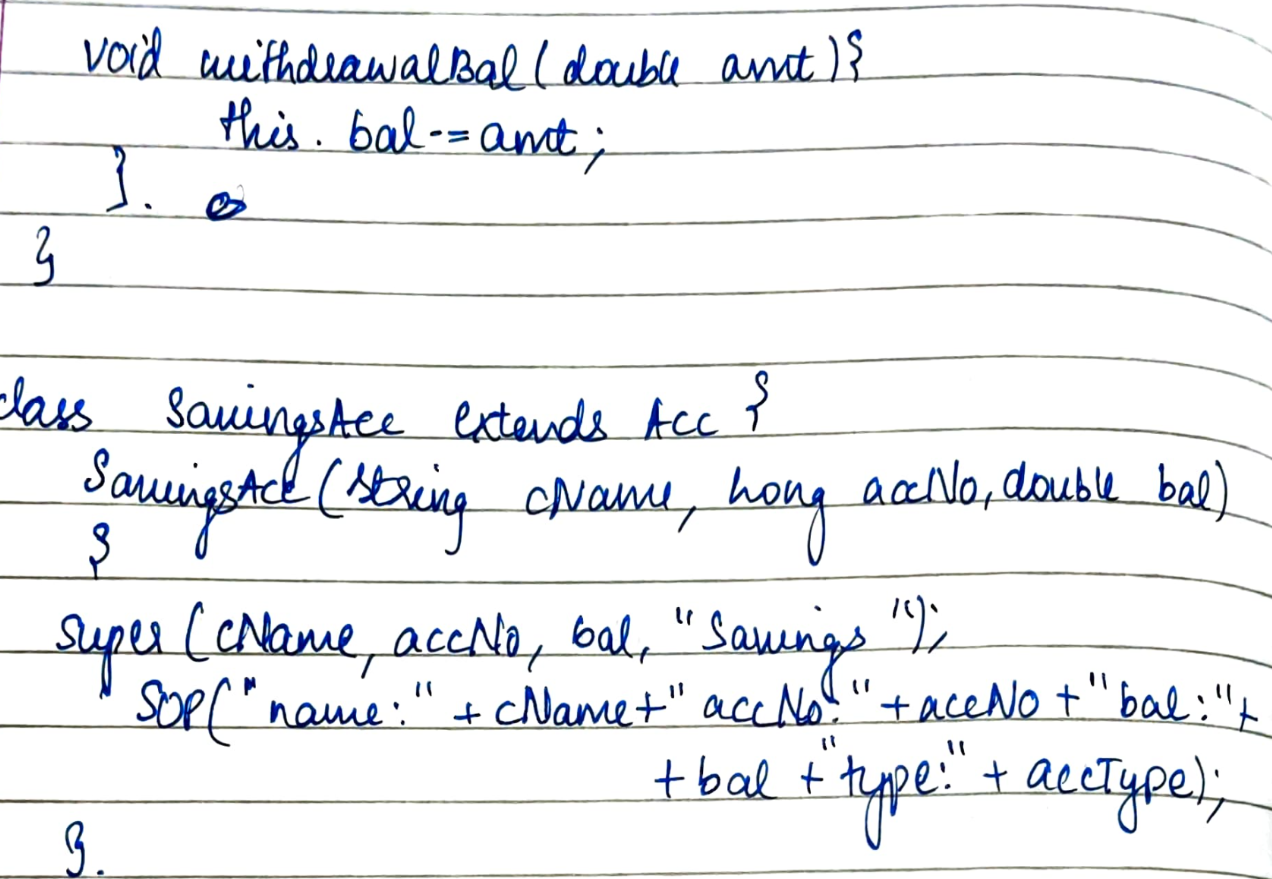 void withdrawalBal(double amt){
this. bal-=amt;
}.
}
class SavingsAcc extends Acc {
SavingsAcc (String cName, long accNo, double bal)
{
super (cName, accNo, bal, "Savings");
SOP("name:" + cName+" accNo:"+accNo +"bal:"+
+ bal +"type:" + accType);
}.